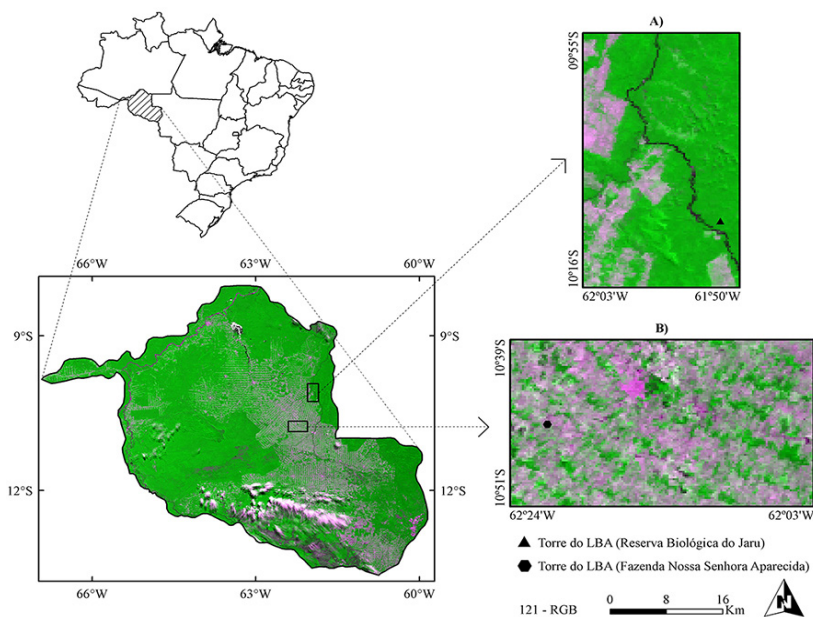 A)
09°55'S
10°16'S
62°03'W
61°50'W
66°W
63°W
60°W
9°S
9°S
12°S
12°S
66°W
63°W
60°W
B)
10°39'S
10°51'S
62°24'W
62°03'W
Torre do LBA (Reserva Biológica do Jaru)
Torre do LBA (Fazenda Nossa Senhora Aparecida)
121 - RGB
0
8
16
Km
N